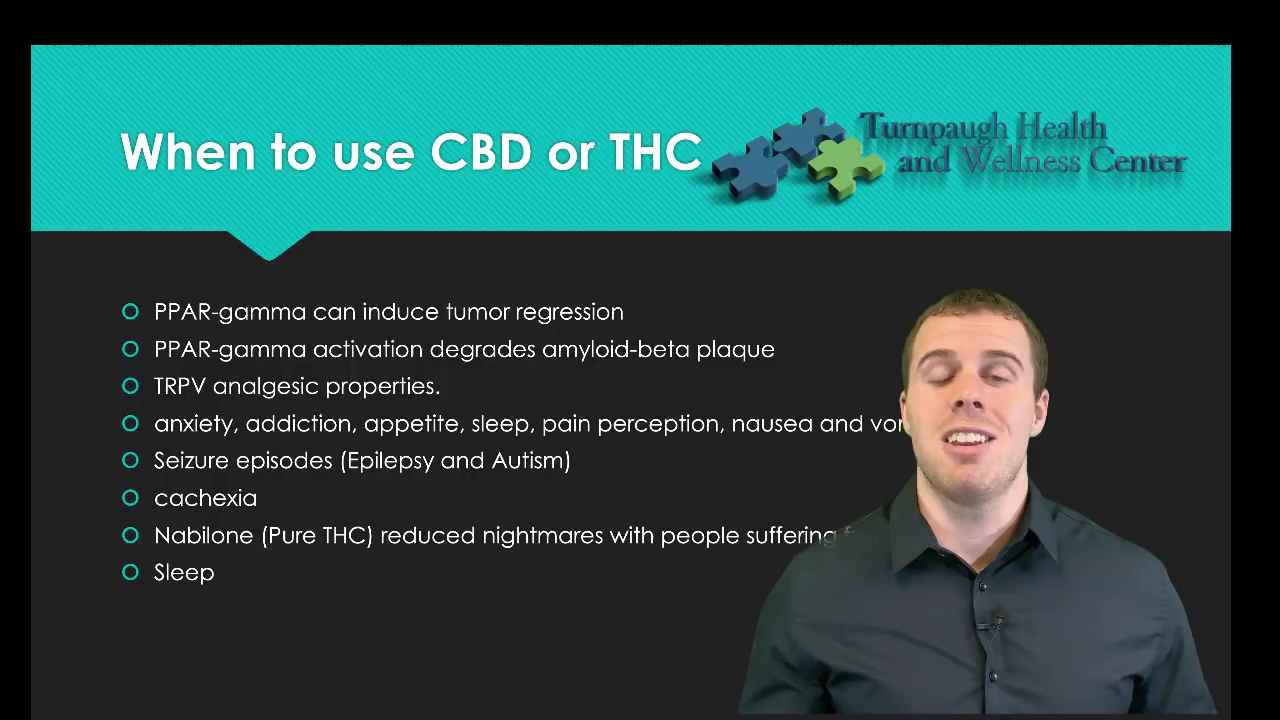 When to use CBD or THC
Turnpaugh Health
and Wellness Center
PPAR-gamma can induce tumor regression
PPAR-gamma activation degrades amyloid-beta plaque
TRPV analgesic properties.
anxiety, addiction, appetite, sleep, pain perception, nausea and
Seizure episodes (Epilepsy and Autism)
cachexia
Nabilone (Pure THC) reduced nightmares with people suffering
Sleep